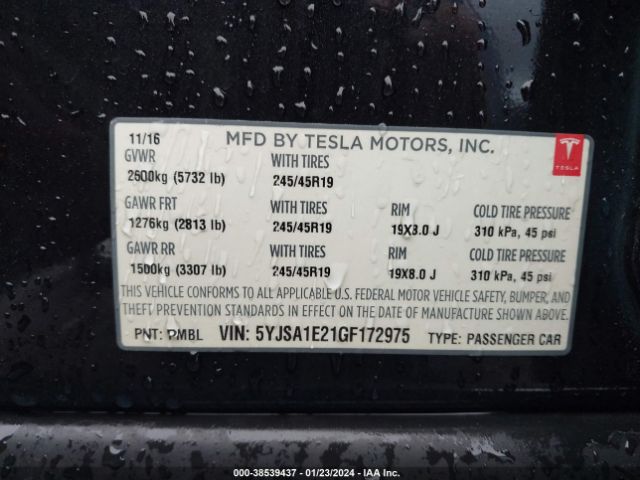 11/16 MFD BY TESLA MOTORS, INC.
GVWR WITH TIRES
2600kg (5732 lb) 245/45R19
TESLA
GAWR FRT WITH TIRES RIM COLD TIRE PRESSURE
1276kg (2813 lb) 245/45R19 19X8.0 J 310 kPa, 45 psi
GAWR RR WITH TIRES RIM COLD TIRE PRESSURE
1500kg (3307 lb) 245/45R19 19X8.0 J 310 kPa, 45 psi
THIS VEHICLE CONFORMS TO ALL APPLICABLE U.S. FEDERAL MOTOR VEHICLE SAFETY, BUMPER, AND
THEFT PREVENTION STANDARDS IN EFFECT ON THE DATE OF MANUFACTURE SHOWN ABOVE.
PNT: PMBL VIN: 5YJSA1E21GF172975 TYPE: PASSENGER CAR
000-38539437 - 01/23/2024 - IAA Inc.